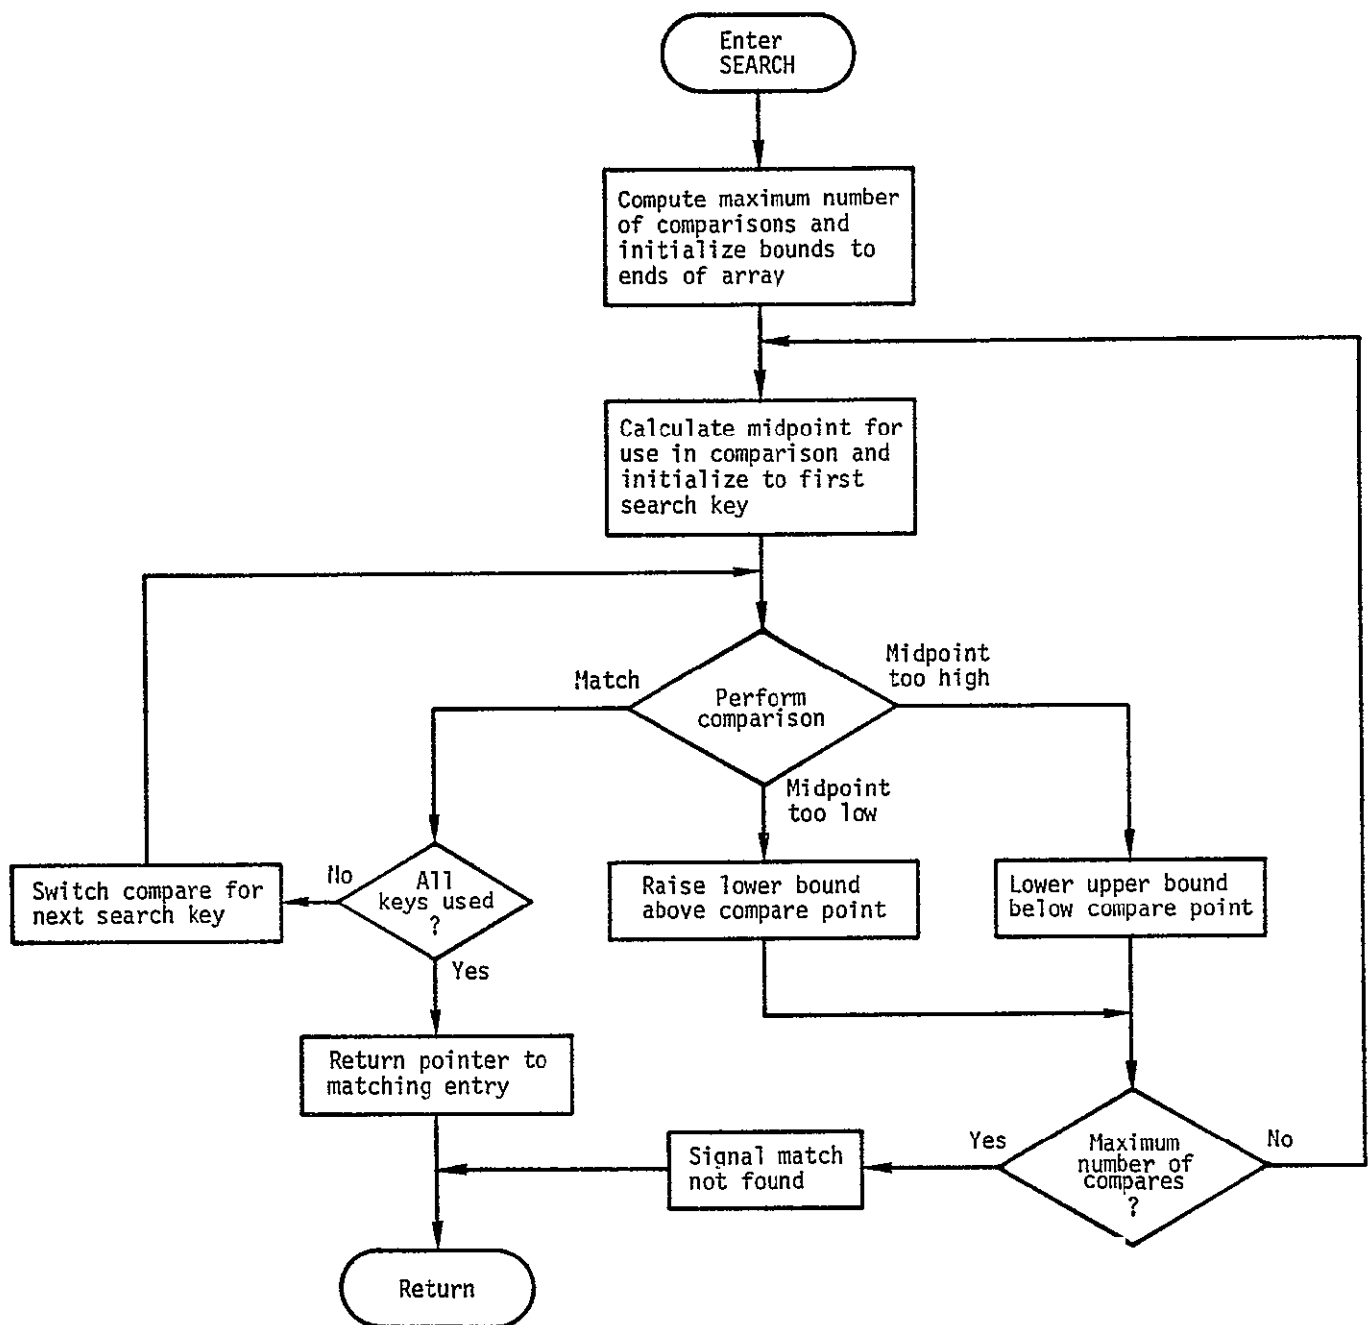 Enter
SEARCH
Compute maximum number
of comparisons and
initialize bounds to
ends of array
Calculate midpoint for
use in comparison and
initialize to first
search key
Match
Perform
comparison
Midpoint
too high
Midpoint
too low
Switch compare for
next search key
No
All
keys used
?
Yes
Raise lower bound
above compare point
Lower upper bound
below compare point
Return pointer to
matching entry
Signal match
not found
Yes
Maximum
number of
compares
?
No
Return